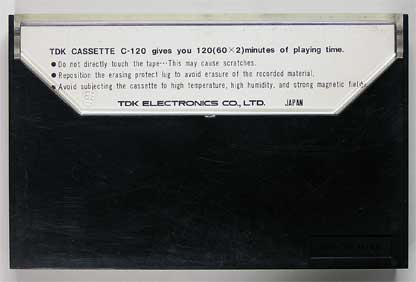 TDK CASSETTE C-120 gives you 120(60×2)minutes of playing time.
● Do not directly touch the tape···This may cause scratches.
● Reposition the erasing protect lug to avoid erasure of the recorded material.
● Avoid subjecting the cassette to high temperature, high humidity, and strong magnetic field.
TDK ELECTRONICS CO., LTD. JAPAN